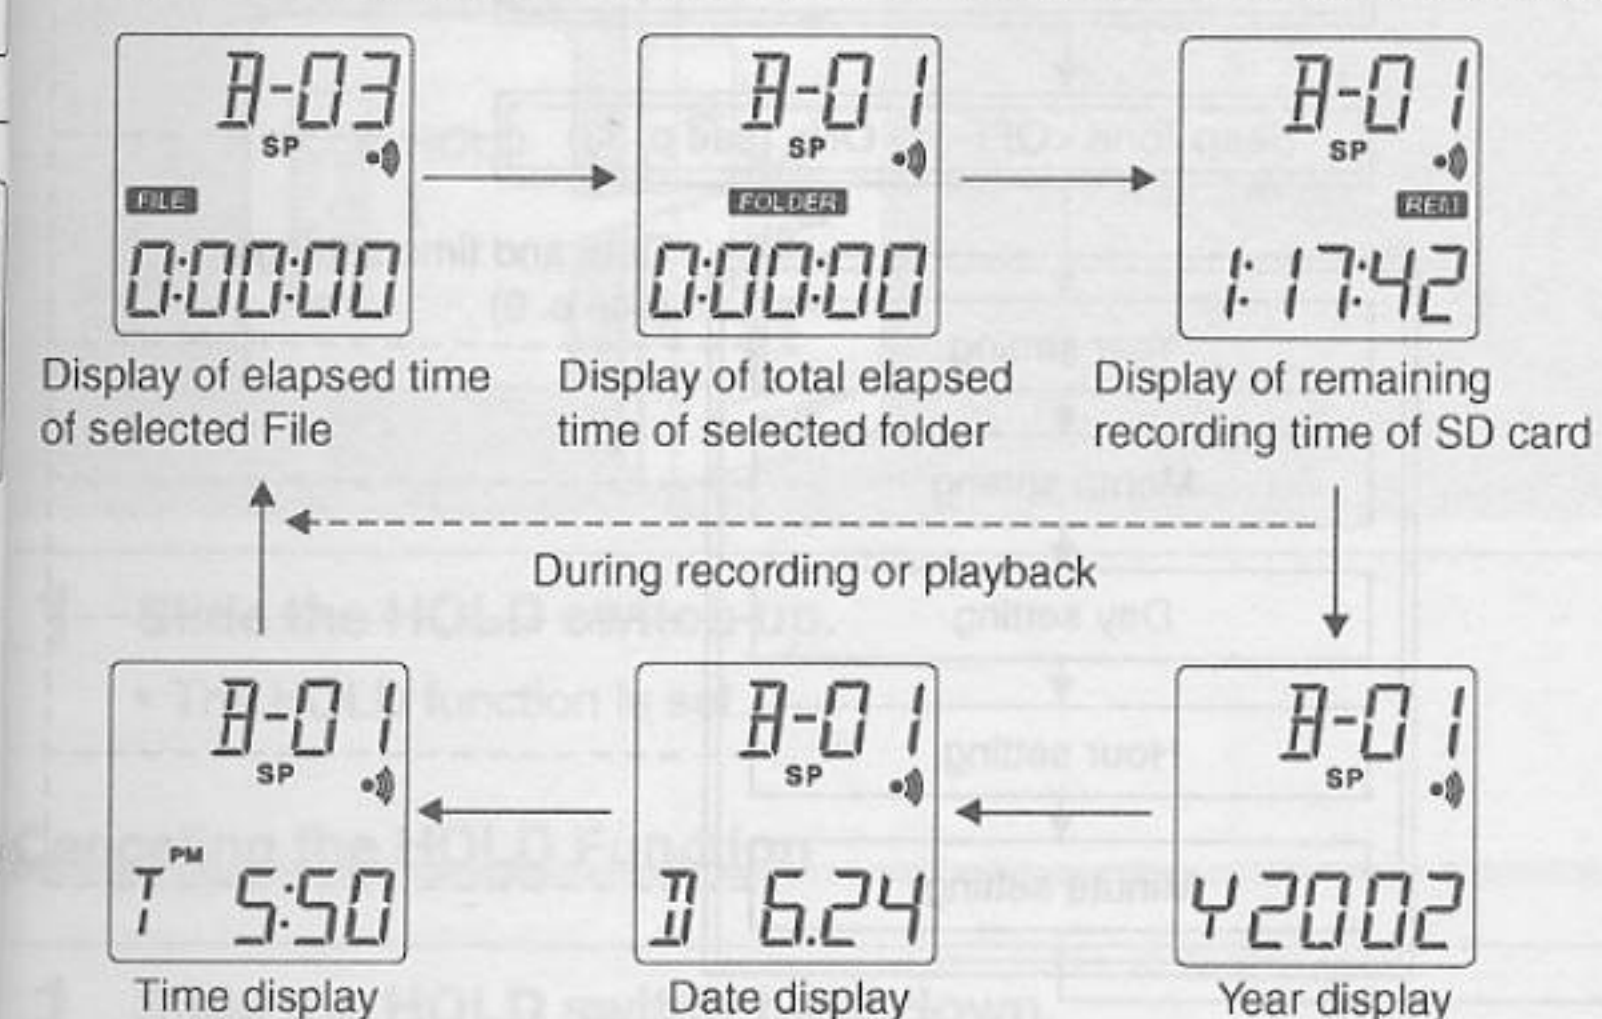 B-03
SP
FILE
0:00:00
Display of elapsed time
of selected File
B-01
SP
FOLDER
0:00:00
Display of total elapsed
time of selected folder
B-01
SP
REM
1:17:42
Display of remaining
recording time of SD card
During recording or playback
B-01
SP
PM
T 5:50
Time display
B-01
SP
D 6.24
Date display
B-01
SP
Y2002
Year display